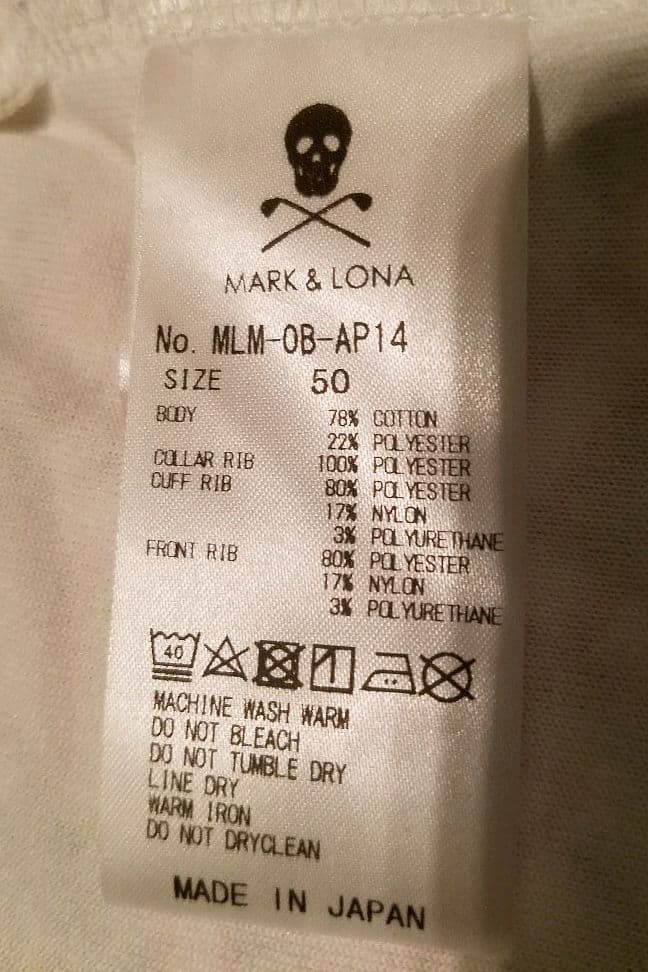 MARK & LONA
No. MLM-0B-AP14
SIZE 50
BODY 78% COTTON
22% POLYESTER
COLLAR RIB 100% POLYESTER
CUFF RIB 80% POLYESTER
17% NYLON
3% POLYURETHANE
FRONT RIB 80% POLYESTER
17% NYLON
3% POLYURETHANE
40
MACHINE WASH WARM
DO NOT BLEACH
DO NOT TUMBLE DRY
LINE DRY
WARM IRON
DO NOT DRYCLEAN
MADE IN JAPAN